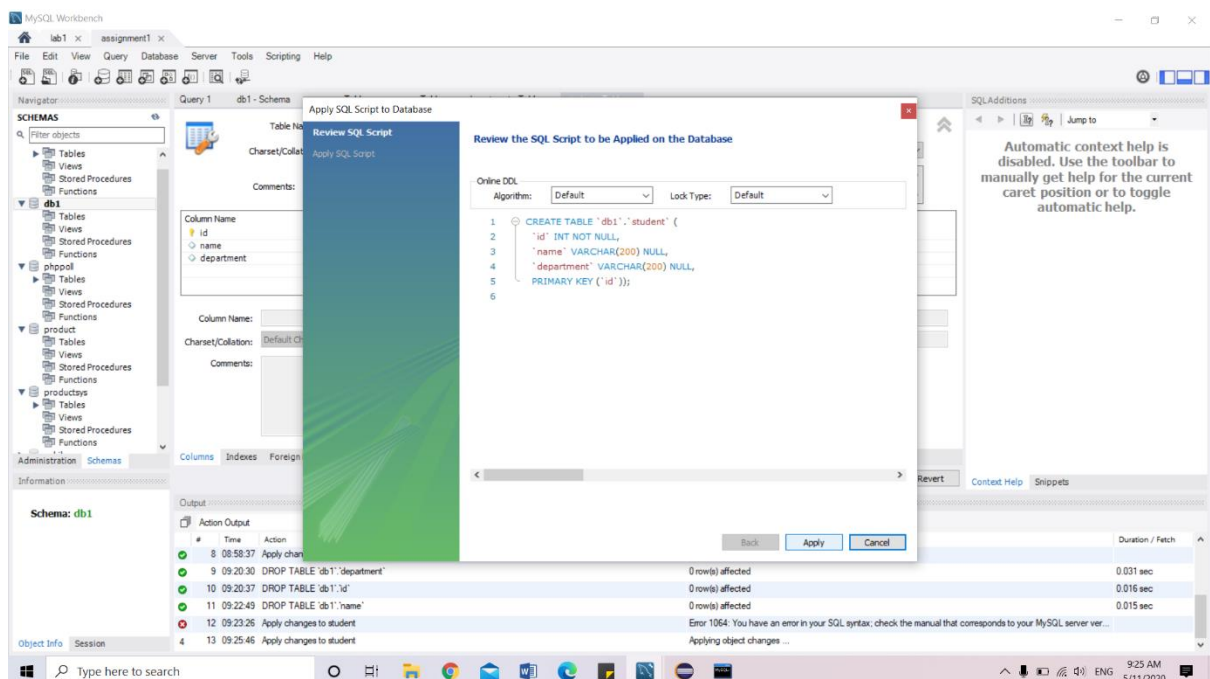 MySQL Workbench
lab1 × assignment1 ×
File Edit View Query Database Server Tools Scripting Help
Navigator
SCHEMAS
Filter objects
Tables
Views
Stored Procedures
Functions
db1
Tables
Views
Stored Procedures
Functions
phppoll
Tables
Views
Stored Procedures
Functions
product
Tables
Views
Stored Procedures
Functions
productsys
Tables
Views
Stored Procedures
Functions
Administration Schemas
Information
Schema: db1
Object Info Session
Query 1 db1 - Schema
Table Na
Charset/Collat
Comments:
Column Name
id
name
department
Column Name:
Charset/Collation: Default Ch
Comments:
Columns Indexes Foreign
Revert
Apply SQL Script to Database
Review SQL Script
Apply SQL Script
Review the SQL Script to be Applied on the Database
Online DDL
Algorithm: Default Lock Type: Default
1 CREATE TABLE `db1`.`student` (
2 `id` INT NOT NULL,
3 `name` VARCHAR(200) NULL,
4 `department` VARCHAR(200) NULL,
5 PRIMARY KEY (`id`));
6
Back Apply Cancel
SQLAdditions
Jump to
Automatic context help is
disabled. Use the toolbar to
manually get help for the current
caret position or to toggle
automatic help.
Context Help Snippets
Output
Action Output
# Time Action Duration / Fetch
8 08:58:37 Apply chan
9 09:20:30 DROP TABLE `db1`.`department` 0 row(s) affected 0.031 sec
10 09:20:37 DROP TABLE `db1`.`id` 0 row(s) affected 0.016 sec
11 09:22:49 DROP TABLE `db1`.`name` 0 row(s) affected 0.015 sec
12 09:23:26 Apply changes to student Error 1064: You have an error in your SQL syntax; check the manual that corresponds to your MySQL server ver...
4 13 09:25:46 Apply changes to student Applying object changes ...
Type here to search
ENG
9:25 AM
5/11/2020